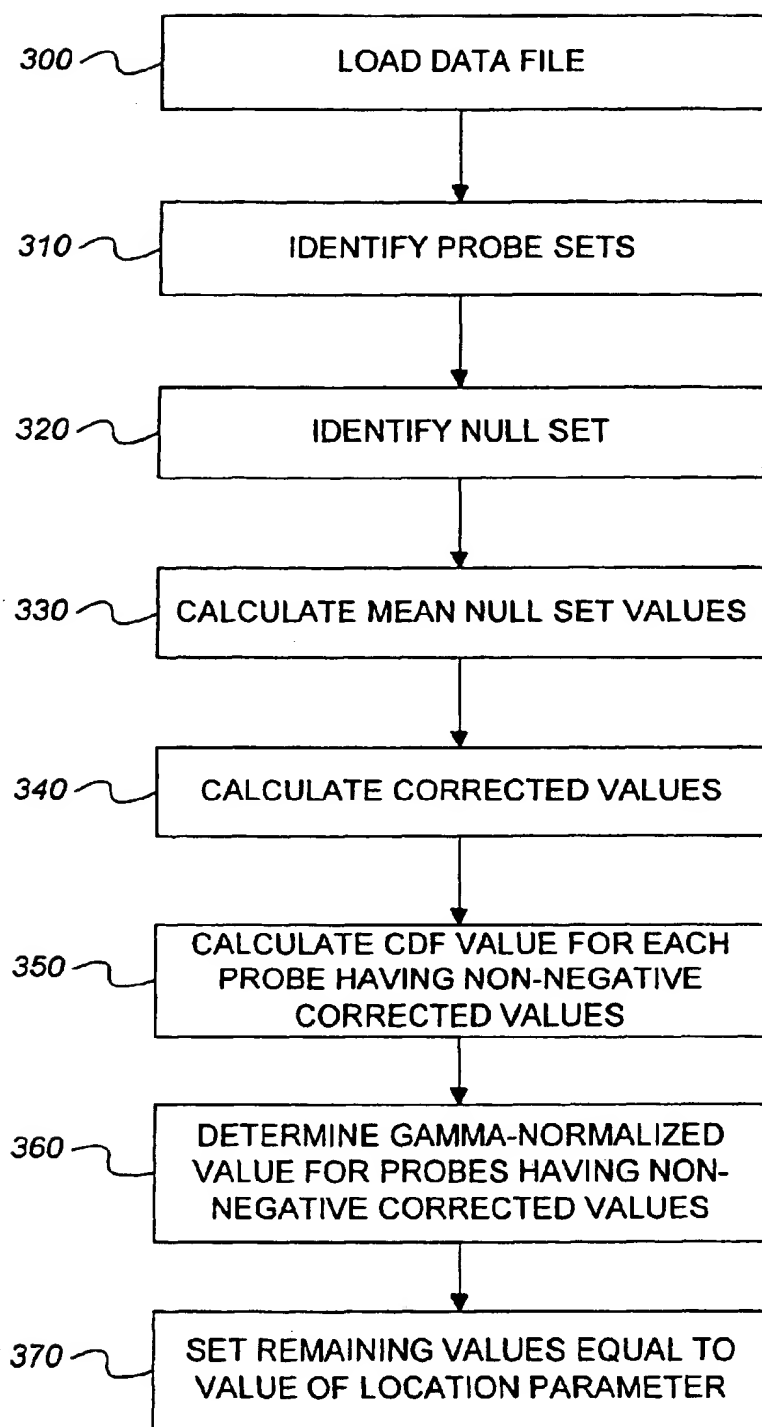 300
LOAD DATA FILE
310
IDENTIFY PROBE SETS
320
IDENTIFY NULL SET
330
CALCULATE MEAN NULL SET VALUES
340
CALCULATE CORRECTED VALUES
350
CALCULATE CDF VALUE FOR EACH
PROBE HAVING NON-NEGATIVE
CORRECTED VALUES
360
DETERMINE GAMMA-NORMALIZED
VALUE FOR PROBES HAVING NON-
NEGATIVE CORRECTED VALUES
370
SET REMAINING VALUES EQUAL TO
VALUE OF LOCATION PARAMETER